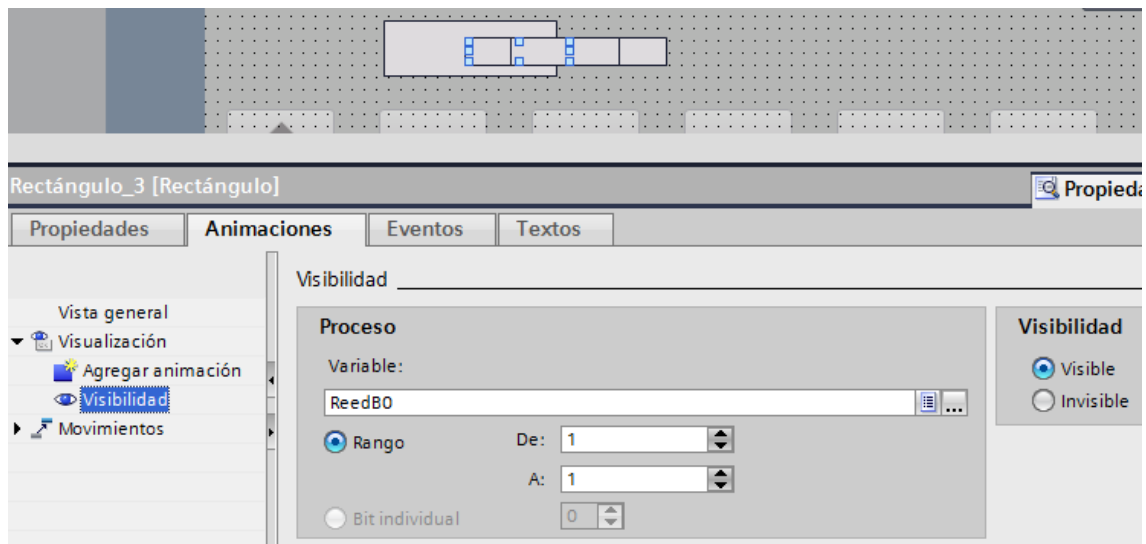 Rectángulo_3 [Rectángulo]
Propieda
Propiedades
Animaciones
Eventos
Textos
Vista general
Visualización
Agregar animación
Visibilidad
Movimientos
Visibilidad
Proceso
Variable:
ReedB0
...
Rango
De: 1
A: 1
Bit individual
0
Visibilidad
Visible
Invisible